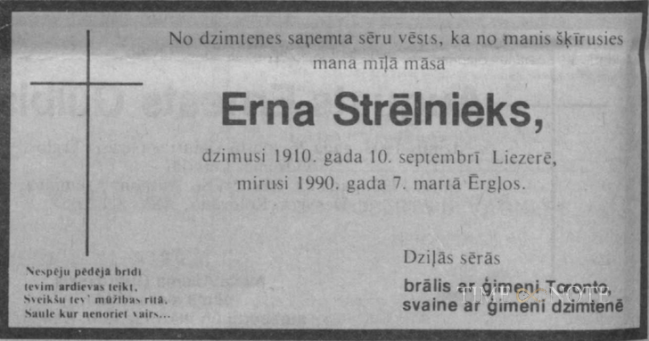 No dzimtenes saņemta sēru vēsts, ka no manis šķīrusies
mana mīļā māsa
Erna Strēlnieks,
dzimusi 1910. gada 10. septembrī Liezerē,
mirusi 1990. gada 7. martā Ērgļos.
Nespēju pēdējā brīdī
tevim ardievas teikt.
Sveikšu tev' mūžības rītā.
Saule kur nenoriet vairs...
Dziļās sērās
brālis ar ģimeni Toronto,
svaine ar ģimeni dzimtenē